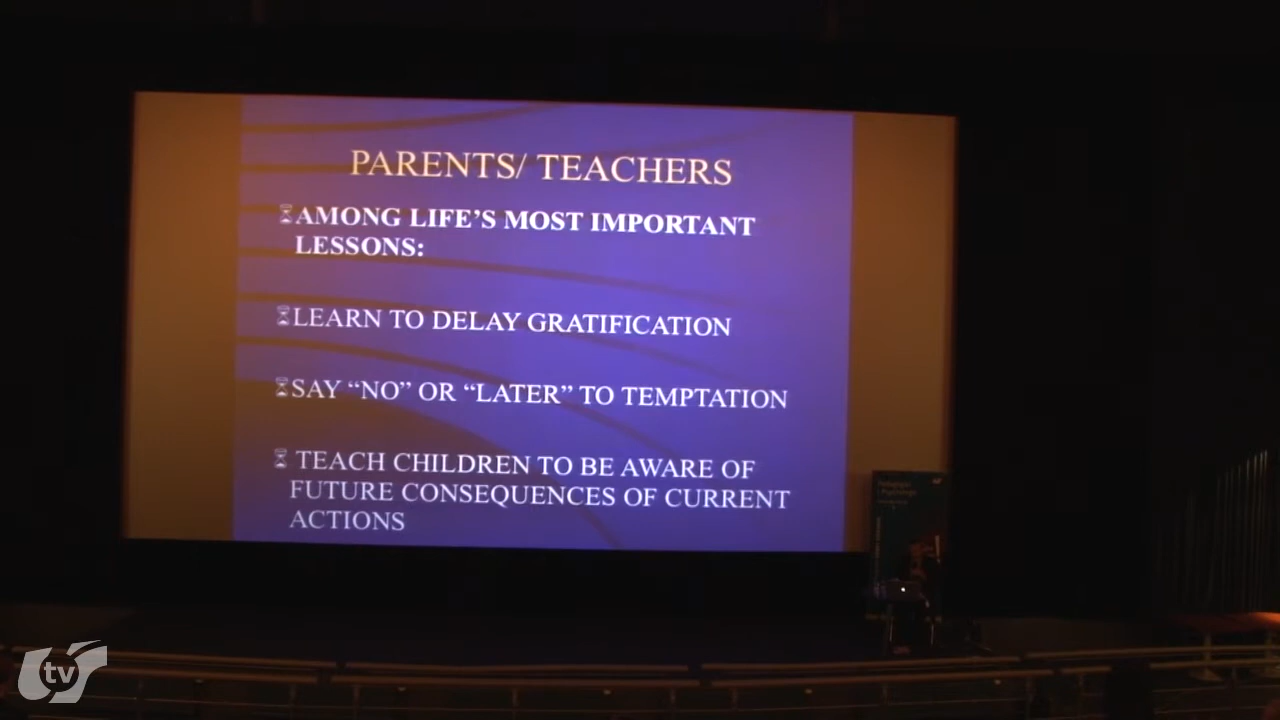 PARENTS/ TEACHERS
AMONG LIFE’S MOST IMPORTANT
LESSONS:
LEARN TO DELAY GRATIFICATION
SAY “NO” OR “LATER” TO TEMPTATION
TEACH CHILDREN TO BE AWARE OF
FUTURE CONSEQUENCES OF CURRENT
ACTIONS
tv